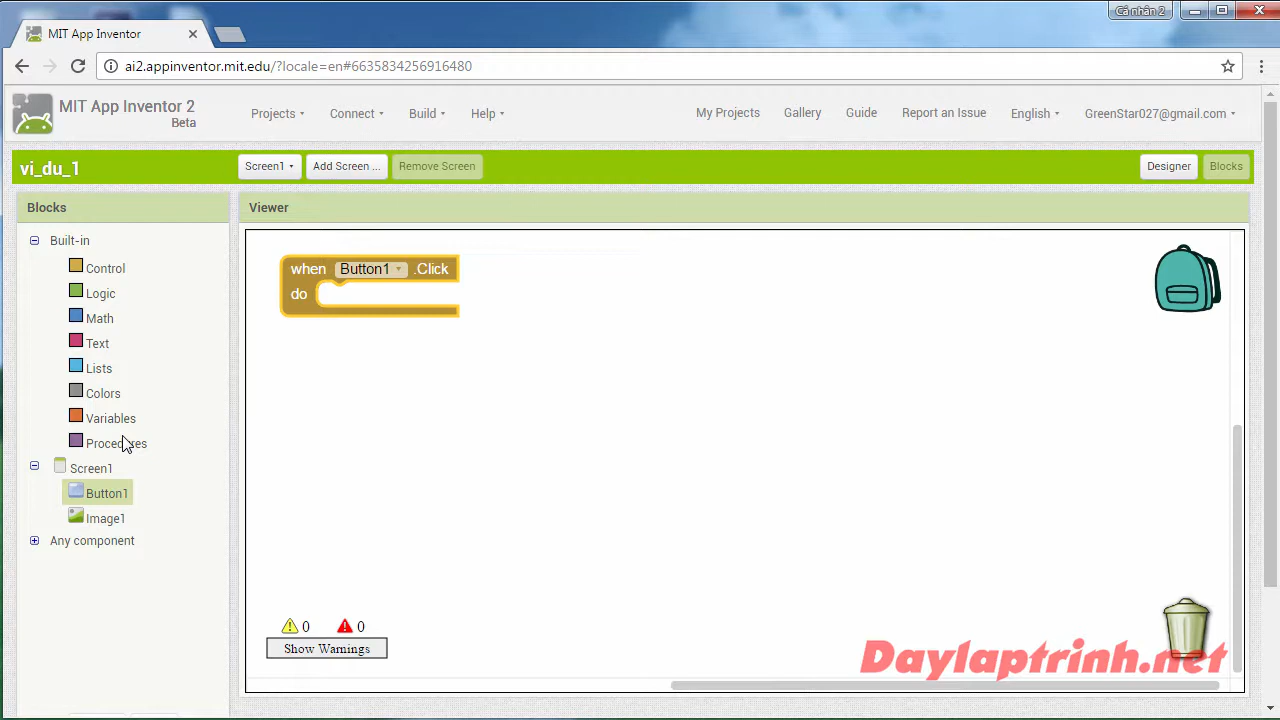 Cá nhân 2
MIT App Inventor
ai2.appinventor.mit.edu/?locale=en#6635834256916480
MIT App Inventor 2
Beta
Projects
Connect
Build
Help
My Projects
Gallery
Guide
Report an Issue
English
GreenStar027@gmail.com
vi_du_1
Screen1
Add Screen ...
Remove Screen
Designer
Blocks
Blocks
Viewer
Built-in
Control
Logic
Math
Text
Lists
Colors
Variables
Procedures
Screen1
Button1
Image1
Any component
when Button1 .Click
do
0 0
Show Warnings
Daylaptrinh.net